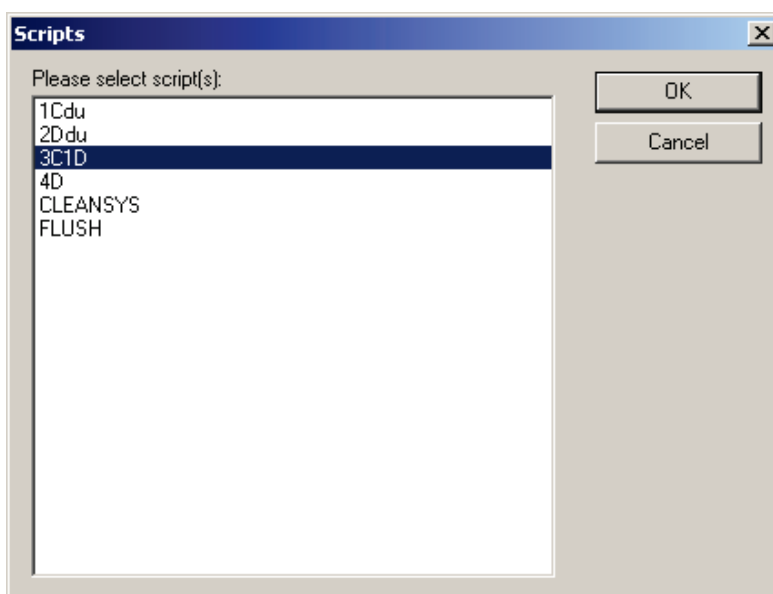 Scripts
Please select script(s):
1Cdu
2Ddu
3C1D
4D
CLEANSYS
FLUSH
OK
Cancel